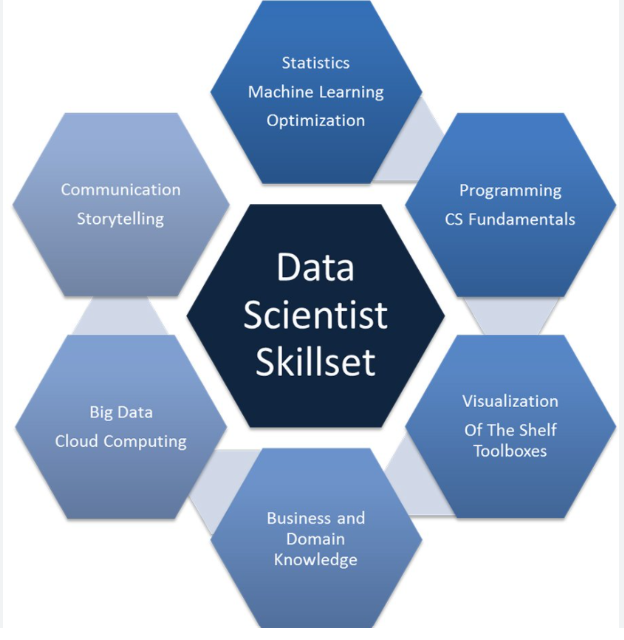 Statistics
Machine Learning
Optimization
Programming
CS Fundamentals
Visualization
Of The Shelf
Toolboxes
Business and
Domain
Knowledge
Big Data
Cloud Computing
Communication
Storytelling
Data
Scientist
Skillset